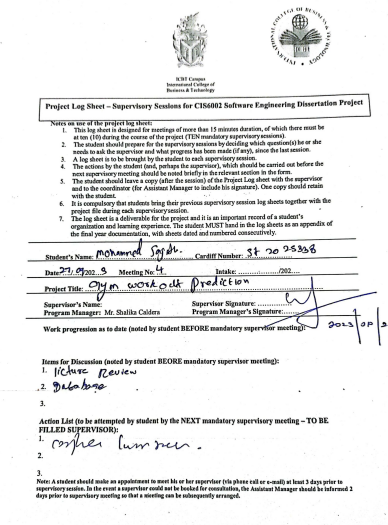 INTERNATIONAL COLLEGE OF BUSINESS & TECHNOLOGY
ICBT Campus
International College of
Business & Technology
Project Log Sheet – Supervisory Sessions for CIS6002 Software Engineering Dissertation Project
Notes on use of the project log sheet:
1. This log sheet is designed for meetings of more than 15 minutes duration, of which there must be
at ten (10) during the course of the project (TEN mandatory supervisory sessions).
2. The student should prepare for the supervisory sessions by deciding which question(s) he or she
needs to ask the supervisor and what progress has been made (if any), since the last session.
3. A log sheet is to be brought by the student to each supervisory session.
4. The actions by the student (and, perhaps the supervisor), which should be carried out before the
next supervisory meeting should be noted briefly in the relevant section in the form.
5. The student should leave a copy (after the session) of the Project Log sheet with the supervisor
and to the coordinator (for Assistant Manager to include his signature). One copy should retain
with the student.
6. It is compulsory that students bring their previous supervisory session log sheets together with the
project file during each supervisory session.
7. The log sheet is a deliverable for the project and it is an important record of a student's
organization and learning experience. The student MUST hand in the log sheets as an appendix of
the final year documentation, with sheets dated and numbered consecutively.
Student's Name: mohammed Cardiff Number: St 20 25
Date: 202 3 Meeting No: 4 Intake: ............../202....
Project Title: Gym workout Prediction
Supervisor's Name: Supervisor Signature:
Program Manager: Mr. Shalika Caldera Program Manager's Signature
Work progression as to date (noted by student BEFORE mandatory supervisor meeting):
2023
Items for Discussion (noted by student BEORE mandatory supervisor meeting):
1. Review
2. Database
3.
Action List (to be attempted by student by the NEXT mandatory supervisory meeting – TO BE
FILLED SUPERVISOR):
1.
2.
3.
Note: A student should make an appointment to meet his or her supervisor (via phone call or e-mail) at least 3 days prior to
supervisory session. In the event a supervisor could not be booked for consultation, the Assistant Manager should be informed 2
days prior to supervisory meeting so that a meeting can be subsequently arranged.